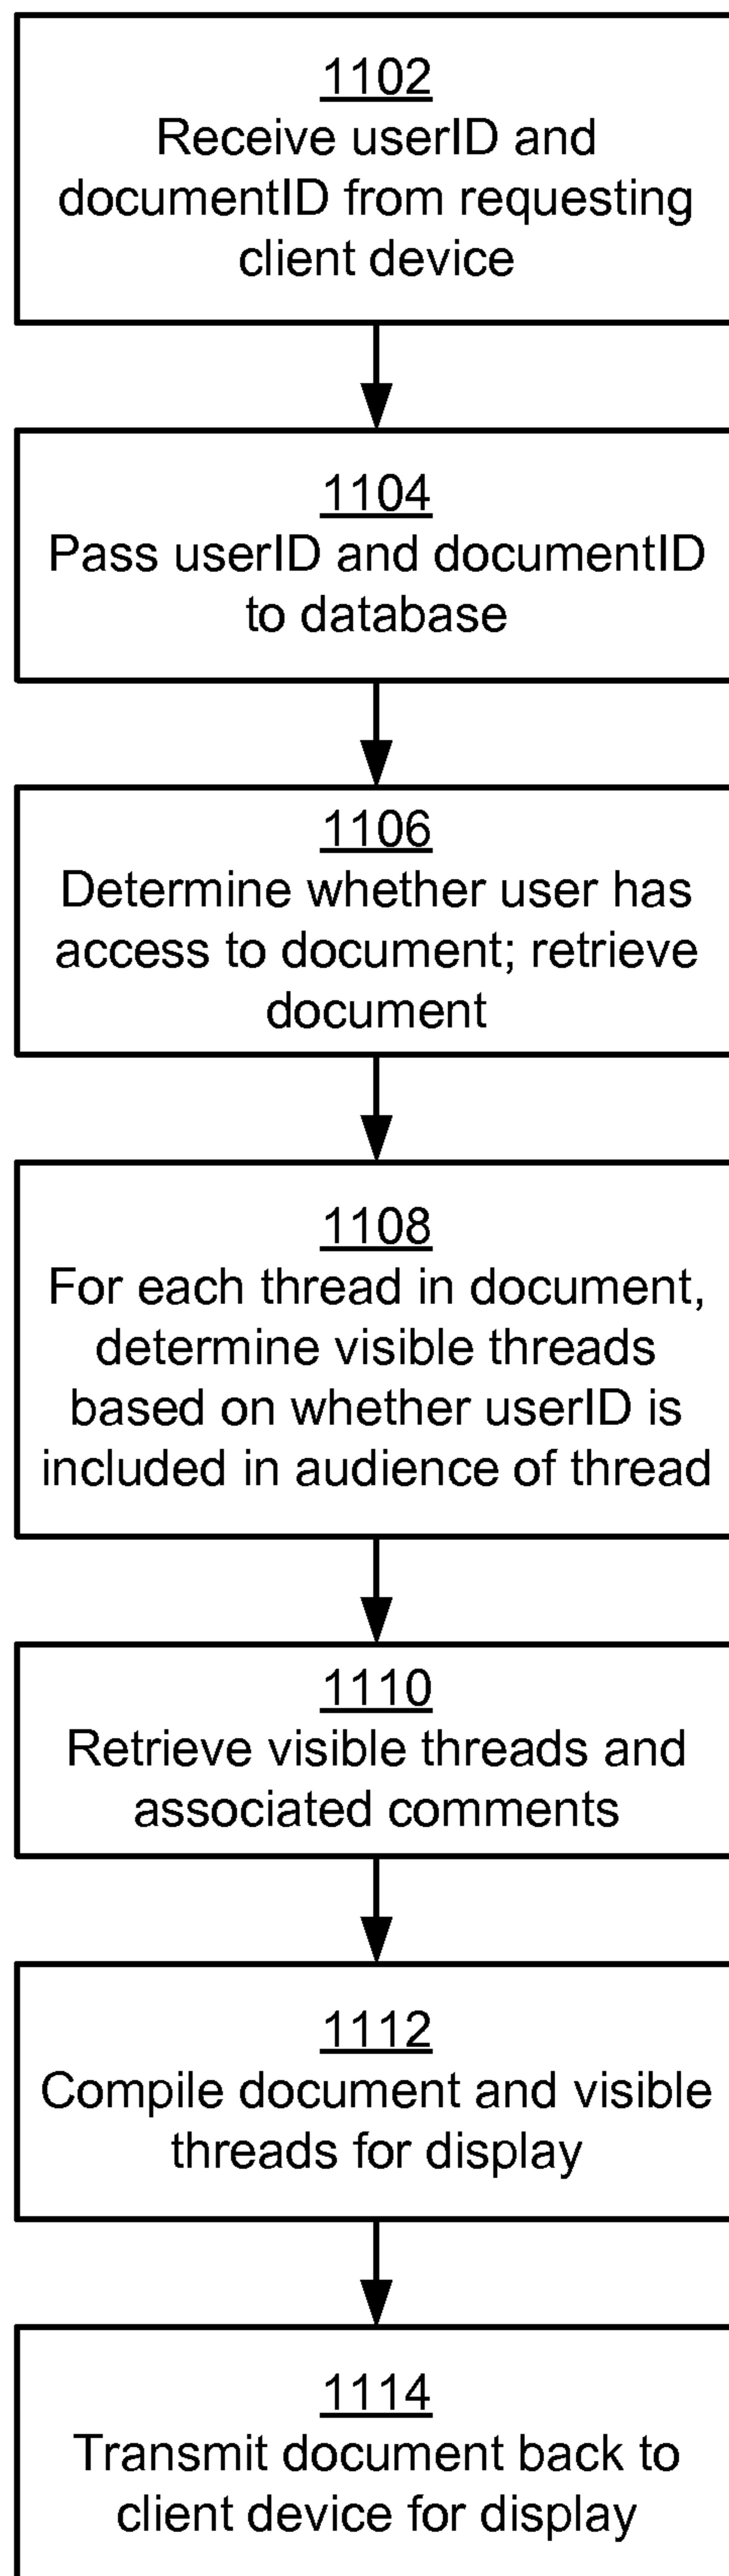 1102
Receive userID and
documentID from requesting
client device
1104
Pass userID and documentID
to database
1106
Determine whether user has
access to document; retrieve
document
1108
For each thread in document,
determine visible threads
based on whether userID is
included in audience of thread
1110
Retrieve visible threads and
associated comments
1112
Compile document and visible
threads for display
1114
Transmit document back to
client device for display